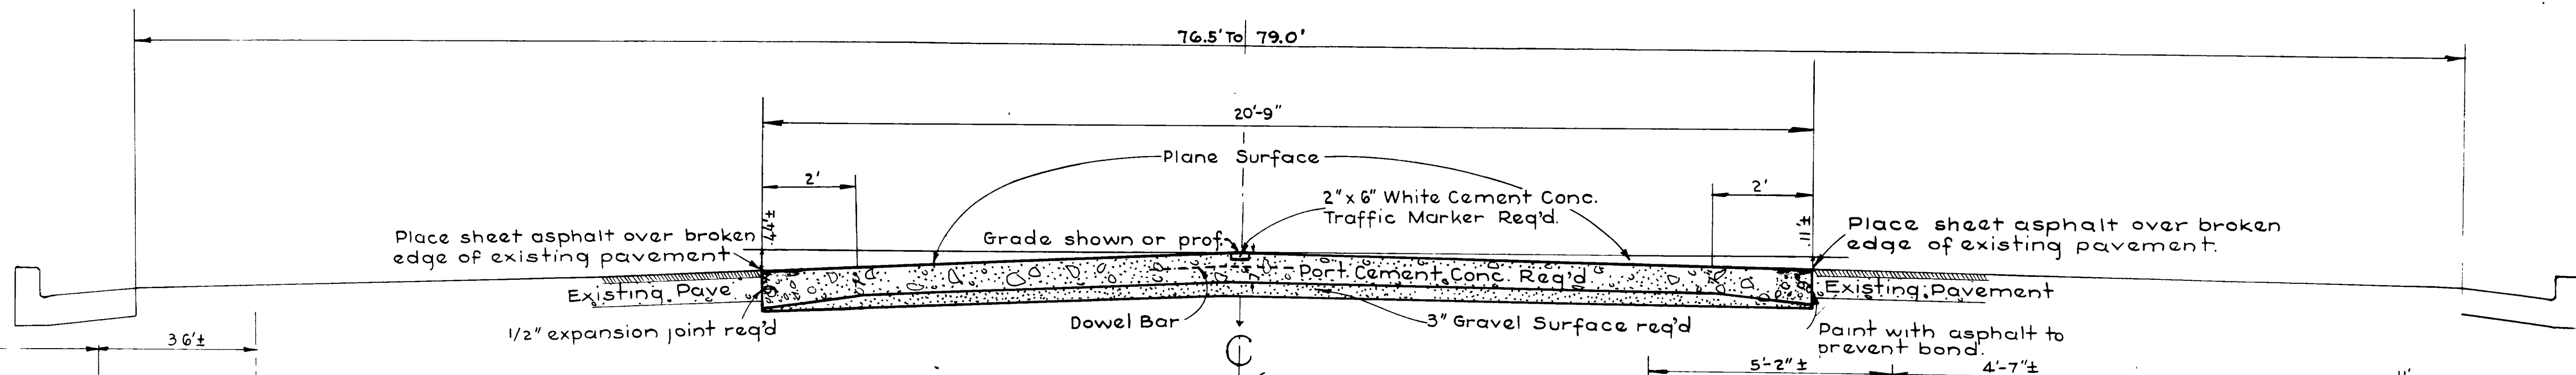 76.5' To 79.0'
20'-9"
Plane Surface
2'
2'
2" x 6" White Cement Conc.
Traffic Marker Req'd.
.44'±
.11'±
Place sheet asphalt over broken
edge of existing pavement
Grade shown or prof.
Place sheet asphalt over broken
edge of existing pavement.
Port Cement Conc. Req'd
Existing Pave
Existing Pavement
1/2" expansion joint req'd
Dowel Bar
3" Gravel Surface req'd
Paint with asphalt to
prevent bond.
36'±
5'-2"±
4'-7"±